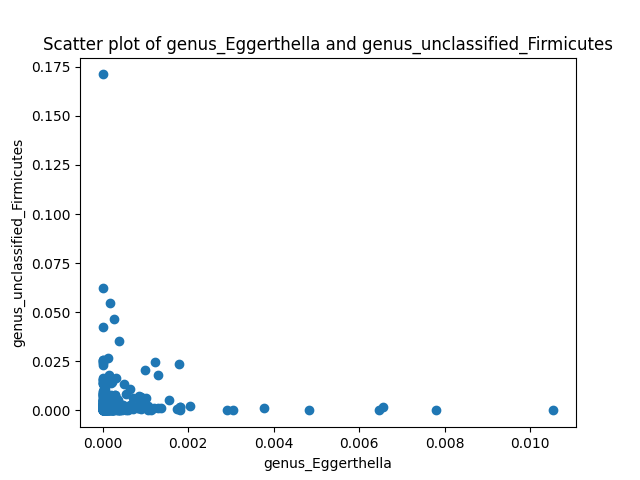 Scatter plot of genus_Eggerthella and genus_unclassified_Firmicutes
0.175
0.150
0.125
0.100
0.075
0.050
0.025
0.000
genus_unclassified_Firmicutes
0.000 0.002 0.004 0.006 0.008 0.010
genus_Eggerthella